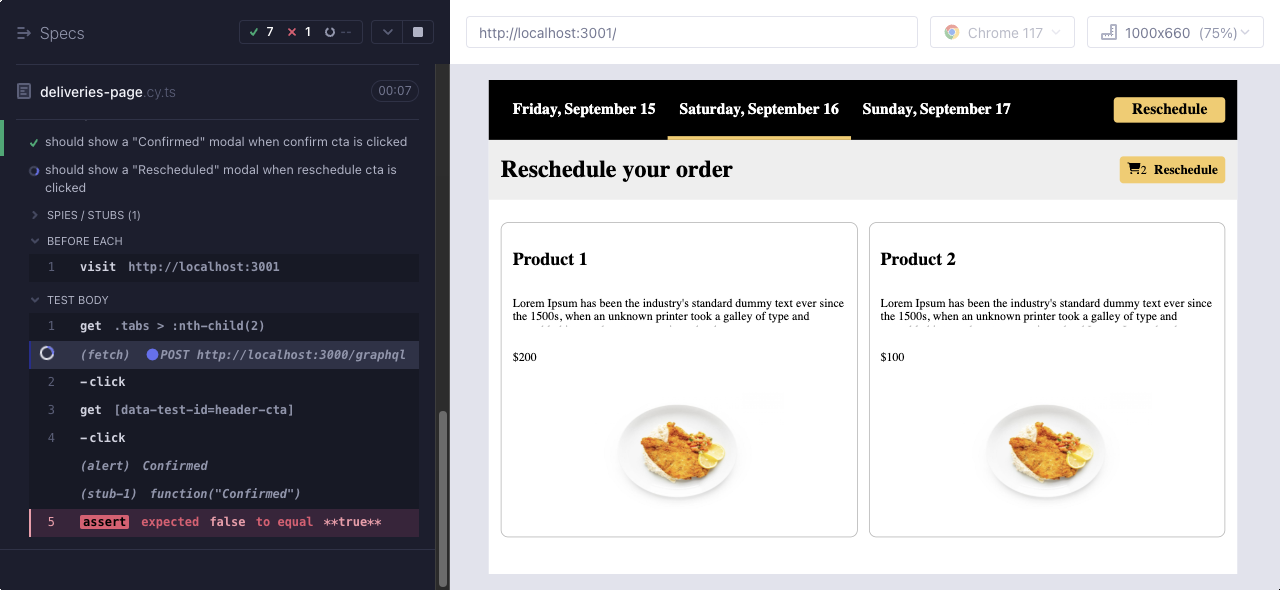 Specs
7
1
--
deliveries-page.cy.ts
00:07
should show a "Confirmed" modal when confirm cta is clicked
should show a "Rescheduled" modal when reschedule cta is
clicked
SPIES / STUBS (1)
BEFORE EACH
1 visit http://localhost:3001
TEST BODY
1 get .tabs > :nth-child(2)
(fetch) POST http://localhost:3000/graphql
2 -click
3 get [data-test-id=header-cta]
4 -click
(alert) Confirmed
(stub-1) function("Confirmed")
5 assert expected false to equal **true**
http://localhost:3001/
Chrome 117
1000x660 (75%)
Friday, September 15
Saturday, September 16
Sunday, September 17
Reschedule
Reschedule your order
2 Reschedule
Product 1
Lorem Ipsum has been the industry's standard dummy text ever since
the 1500s, when an unknown printer took a galley of type and
$200
Product 2
Lorem Ipsum has been the industry's standard dummy text ever since
the 1500s, when an unknown printer took a galley of type and
$100